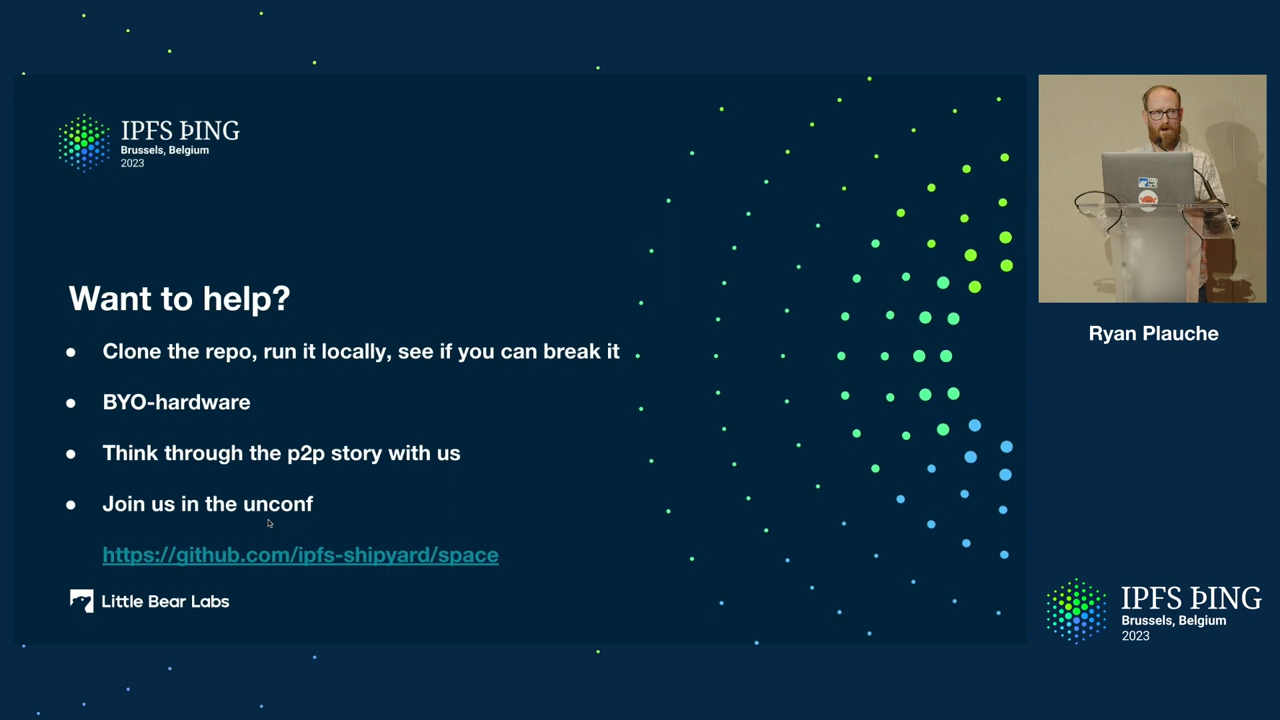 IPFS ÞING
Brussels, Belgium
2023
Want to help?
● Clone the repo, run it locally, see if you can break it
● BYO-hardware
● Think through the p2p story with us
● Join us in the unconf
https://github.com/ipfs-shipyard/space
Little Bear Labs
Ryan Plauche
IPFS ÞING
Brussels, Belgium
2023